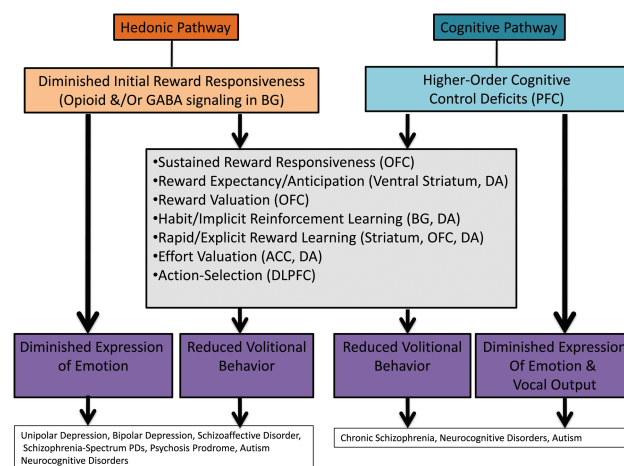 Hedonic Pathway
Cognitive Pathway
Diminished Initial Reward Responsiveness
(Opioid &/Or GABA signaling in BG)
Higher-Order Cognitive
Control Deficits (PFC)
•Sustained Reward Responsiveness (OFC)
•Reward Expectancy/Anticipation (Ventral Striatum, DA)
•Reward Valuation (OFC)
•Habit/Implicit Reinforcement Learning (BG, DA)
•Rapid/Explicit Reward Learning (Striatum, OFC, DA)
•Effort Valuation (ACC, DA)
•Action-Selection (DLPFC)
Diminished Expression
of Emotion
Reduced Volitional
Behavior
Reduced Volitional
Behavior
Diminished Expression
Of Emotion &
Vocal Output
Unipolar Depression, Bipolar Depression, Schizoaffective Disorder,
Schizophrenia-Spectrum PDs, Psychosis Prodrome, Autism
Neurocognitive Disorders
Chronic Schizophrenia, Neurocognitive Disorders, Autism